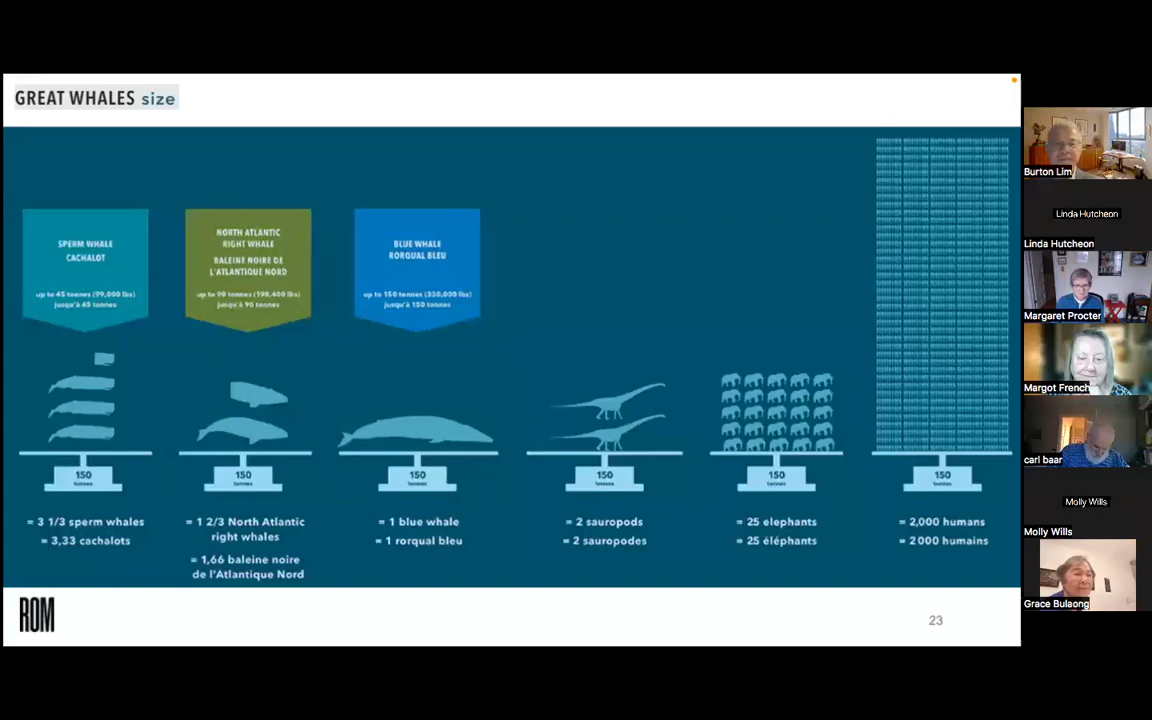 GREAT WHALES size
SPERM WHALE
CACHALOT
up to 45 tonnes (99,000 lbs)
jusqu'à 45 tonnes
NORTH ATLANTIC
RIGHT WHALE
BALEINE NOIRE DE
L'ATLANTIQUE NORD
up to 90 tonnes (198,400 lbs)
jusqu'à 90 tonnes
BLUE WHALE
RORQUAL BLEU
up to 150 tonnes (330,000 lbs)
jusqu'à 150 tonnes
150
tonnes
= 3 1/3 sperm whales
= 3,33 cachalots
150
tonnes
= 1 2/3 North Atlantic
right whales
= 1,66 baleine noire
de l'Atlantique Nord
150
tonnes
= 1 blue whale
= 1 rorqual bleu
150
tonnes
= 2 sauropods
= 2 sauropodes
150
tonnes
= 25 elephants
= 25 éléphants
150
tonnes
= 2,000 humans
= 2 000 humains
ROM
23
Burton Lim
Linda Hutcheon
Linda Hutcheon
Margaret Procter
Margot French
carl baar
Molly Wills
Molly Wills
Grace Bulaong